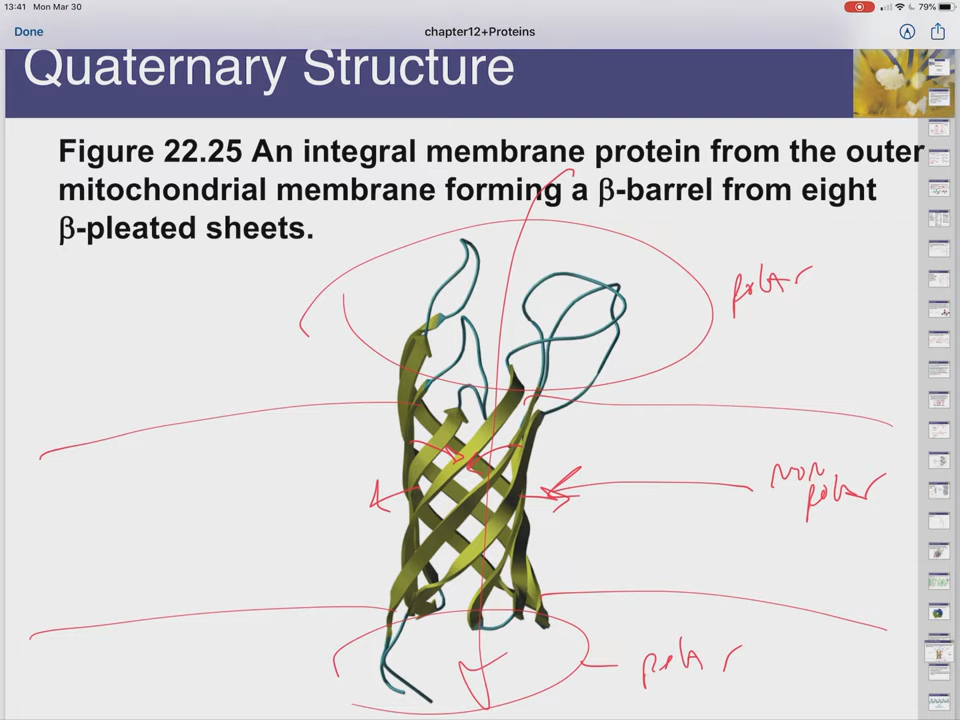 13:41 Mon Mar 30
79%
Done
chapter12+Proteins
Quaternary Structure
Figure 22.25 An integral membrane protein from the outer
mitochondrial membrane forming a β-barrel from eight
β-pleated sheets.
polar
non
polar
polar